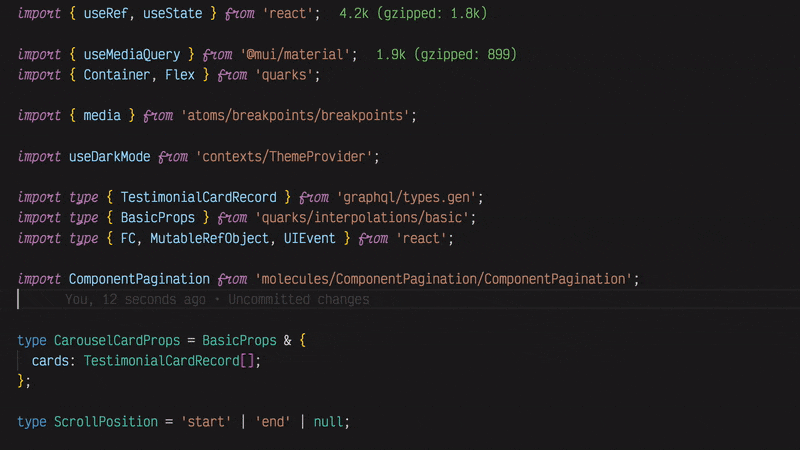 import { useRef, useState } from 'react';  4.2k (gzipped: 1.8k)
import { useMediaQuery } from '@mui/material';  1.9k (gzipped: 899)
import { Container, Flex } from 'quarks';
import { media } from 'atoms/breakpoints/breakpoints';
import useDarkMode from 'contexts/ThemeProvider';
import type { TestimonialCardRecord } from 'graphql/types.gen';
import type { BasicProps } from 'quarks/interpolations/basic';
import type { FC, MutableRefObject, UIEvent } from 'react';
import ComponentPagination from 'molecules/ComponentPagination/ComponentPagination';
You, 12 seconds ago • Uncommitted changes
type CarouselCardProps = BasicProps & {
  cards: TestimonialCardRecord[];
};
type ScrollPosition = 'start' | 'end' | null;